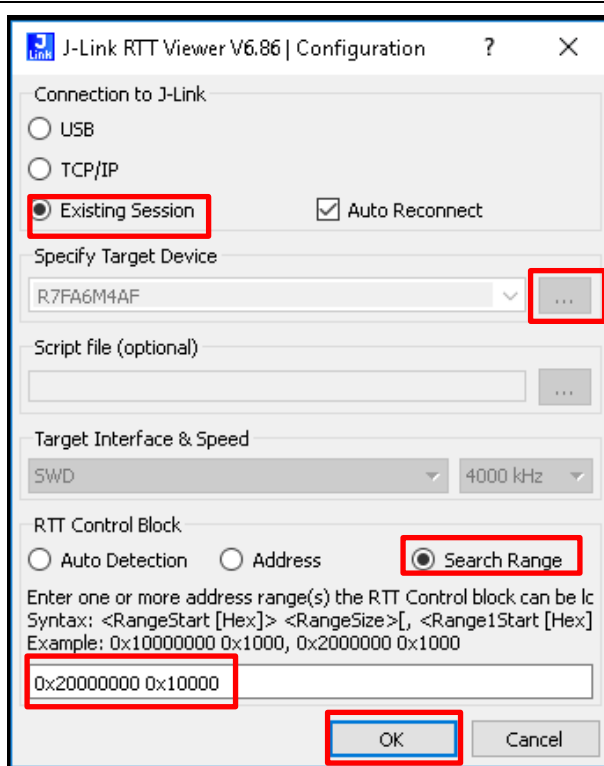 J-Link RTT Viewer V6.86 | Configuration ? ×
Connection to J-Link
USB
TCP/IP
Existing Session Auto Reconnect
Specify Target Device
R7FA6M4AF ...
Script file (optional)
...
Target Interface & Speed
SWD 4000 kHz
RTT Control Block
Auto Detection Address Search Range
Enter one or more address range(s) the RTT Control block can be lc
Syntax: <RangeStart [Hex]> <RangeSize>[, <Range1Start [Hex]
Example: 0x10000000 0x1000, 0x2000000 0x1000
0x20000000 0x10000
OK Cancel